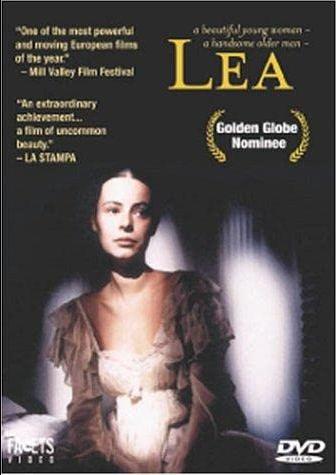 a beautiful young woman –
a handsome older man –
LEA
"One of the most powerful
and moving European films
of the year."
– Mill Valley Film Festival
"An extraordinary
achievement...
a film of uncommon
beauty."
– LA STAMPA
Golden Globe
Nominee
FACETS
VIDEO
DVD
VIDEO